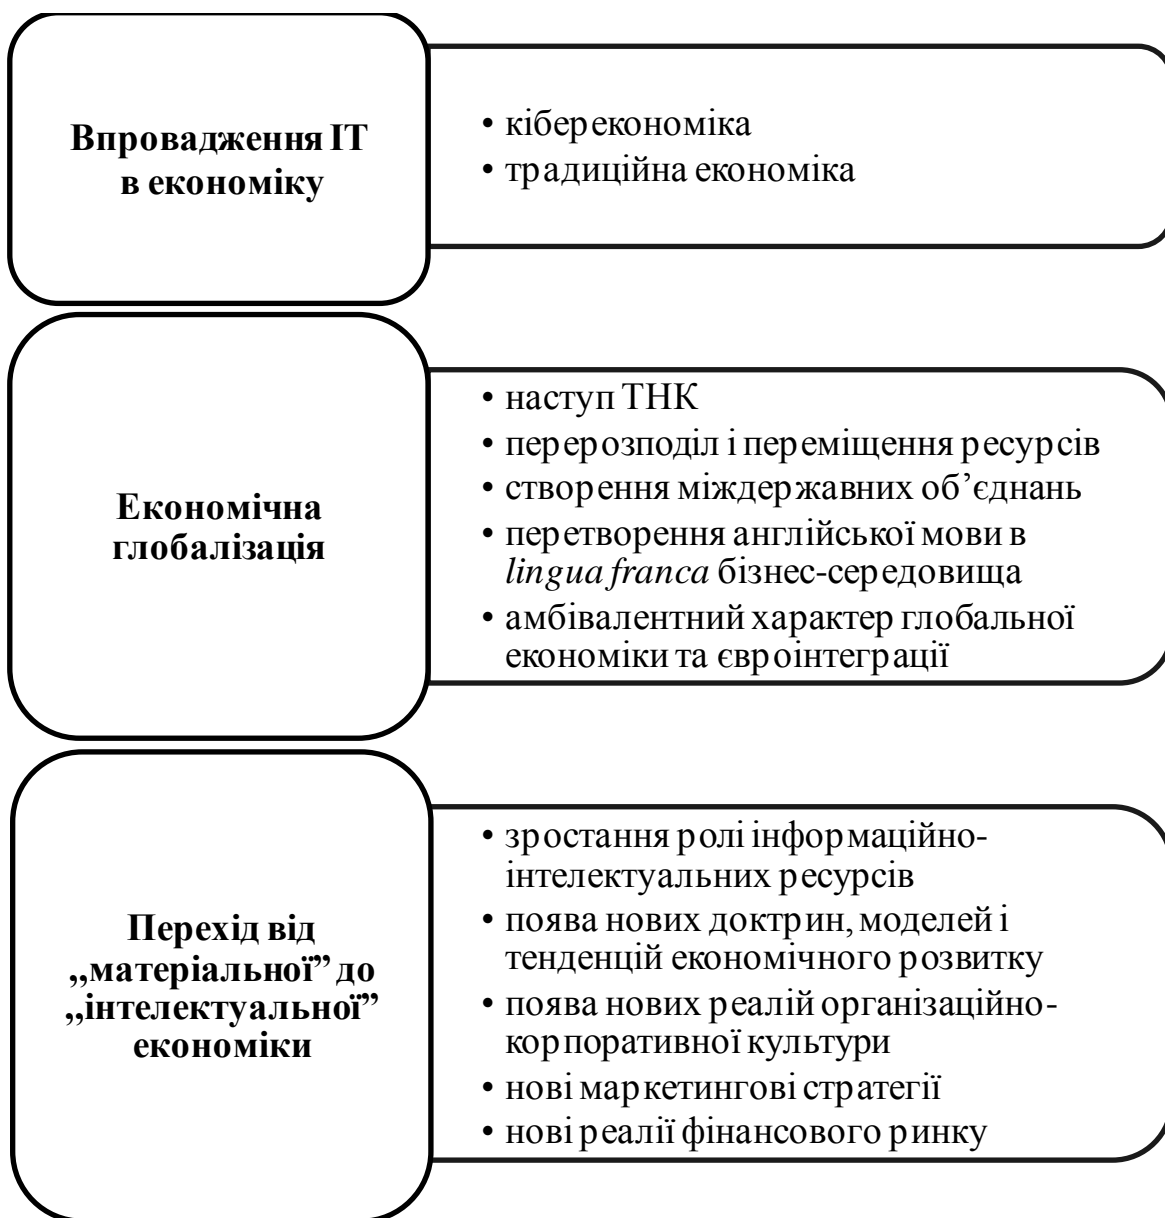 Впровадження ІТ
в економіку
• кіберекономіка
• традиційна економіка
Економічна
глобалізація
• наступ ТНК
• перерозподіл і переміщення ресурсів
• створення міждержавних об’єднань
• перетворення англійської мови в
lingua franca бізнес-середовища
• амбівалентний характер глобальної
економіки та євроінтеграції
Перехід від
„матеріальної” до
„інтелектуальної”
економіки
• зростання ролі інформаційно-
інтелектуальних ресурсів
• поява нових доктрин, моделей і
тенденцій економічного розвитку
• поява нових реалій організаційно-
корпоративної культури
• нові маркетингові стратегії
• нові реалії фінансового ринку